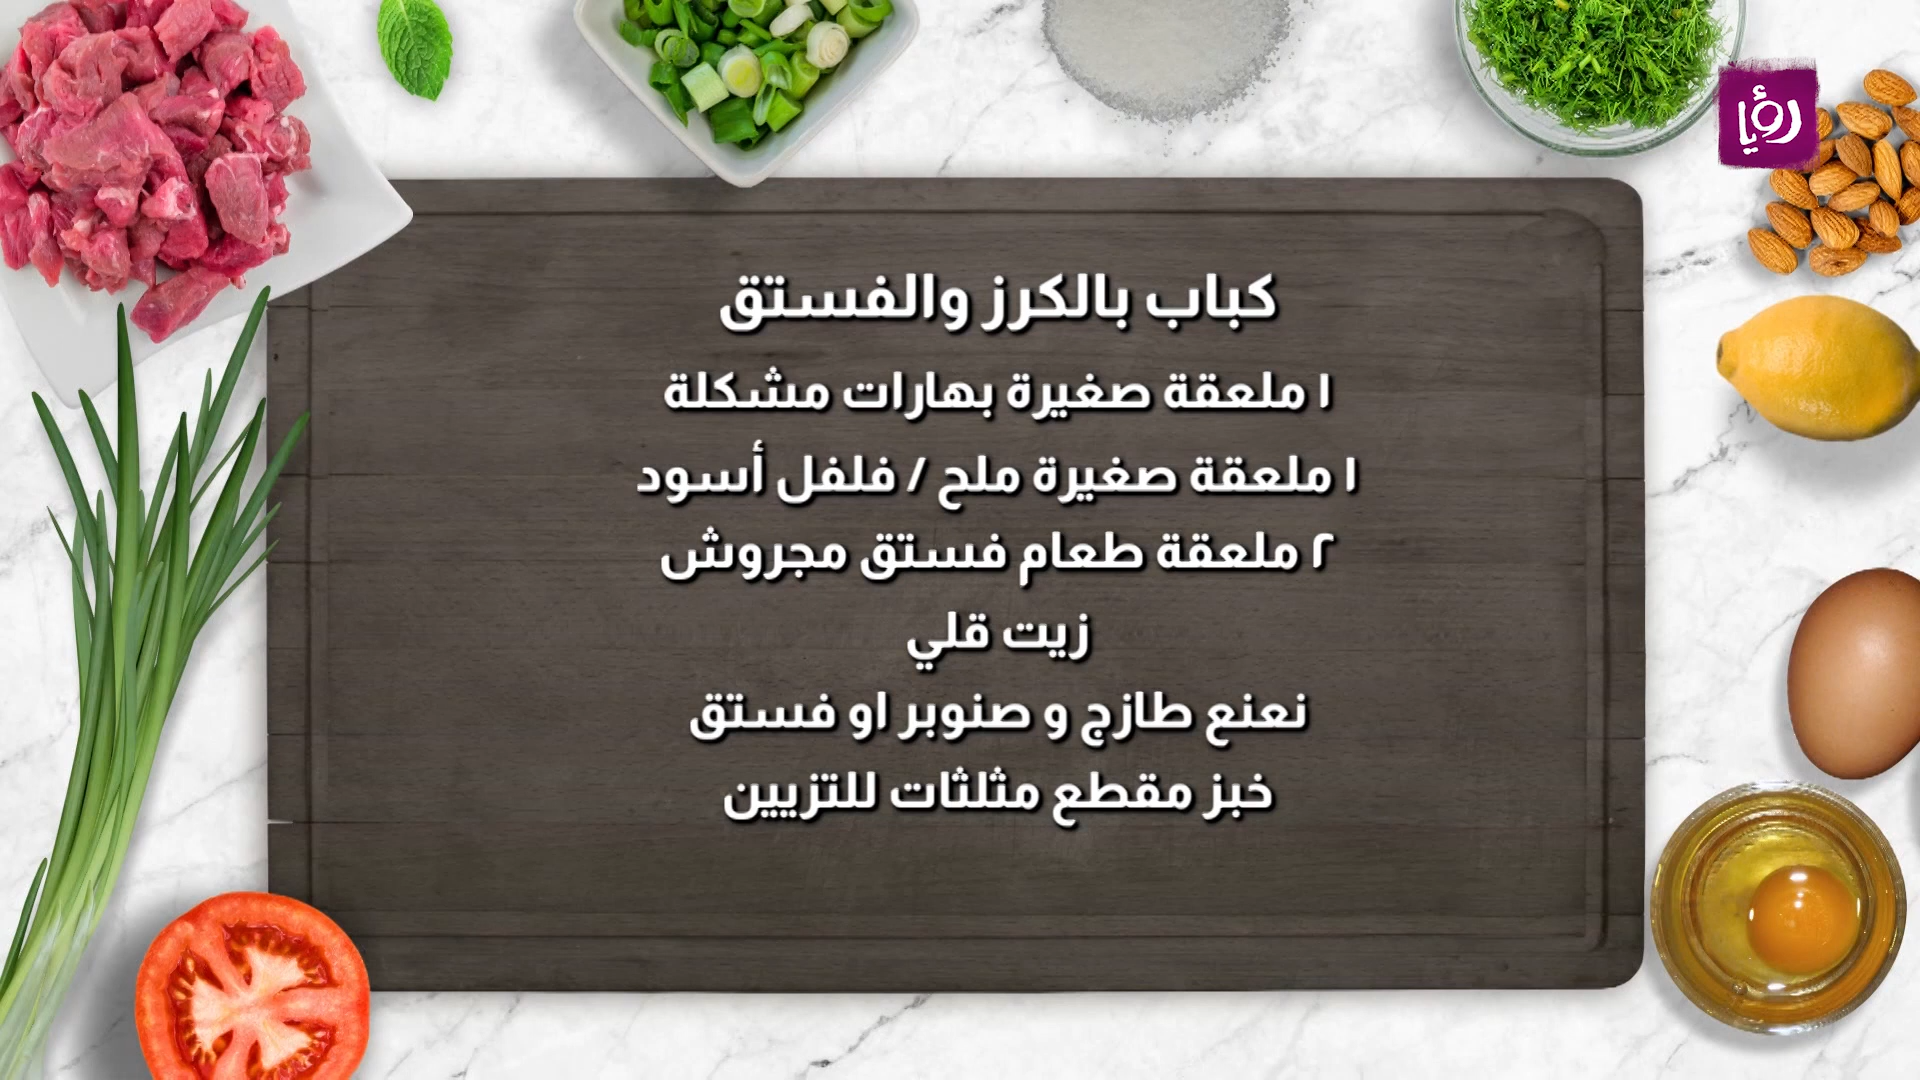 رؤيا
كباب بالكرز والفستق
١ ملعقة صغيرة بهارات مشكلة
١ ملعقة صغيرة ملح / فلفل أسود
٢ ملعقة طعام فستق مجروش
زيت قلي
نعنع طازج و صنوبر او فستق
خبز مقطع مثلثات للتزيين